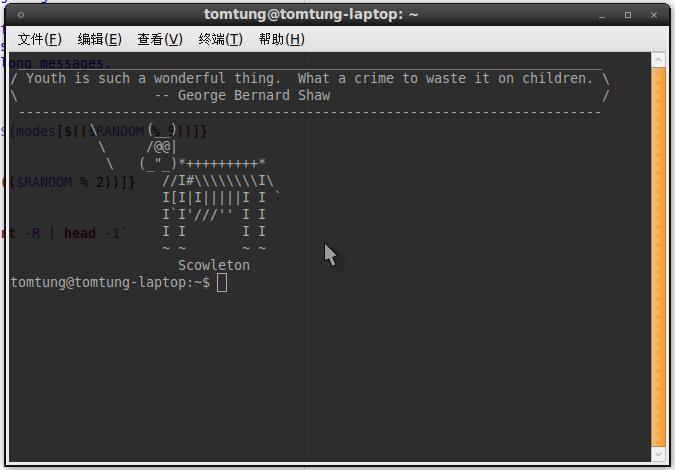 tomtung@tomtung-laptop: ~
文件(F) 编辑(E) 查看(V) 终端(T) 帮助(H)
long messages.
/ Youth is such a wonderful thing.  What a crime to waste it on children. \
\                 -- George Bernard Shaw                                  /
 -------------------------------------------------------------------------
${modes[$(($RANDOM % 9))]}
        \      (__)
         \     /@@|
          \   (_"_)*+++++++++*
(($RANDOM % 2))]}
                 //I#\\\\\\\\I\
                 I[I|I|||||I I `
                 I`I'///'' I I
rt -R | head -1`
                 I I       I I
                 ~ ~       ~ ~
                   Scowleton
tomtung@tomtung-laptop:~$